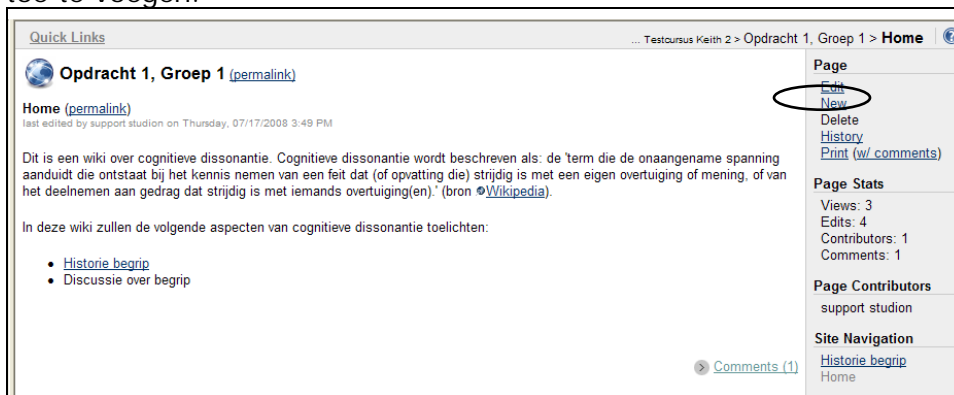 Quick Links
... Testcursus Keith 2 > Opdracht 1, Groep 1 > Home
Opdracht 1, Groep 1 (permalink)
Home (permalink)
last edited by support studion on Thursday, 07/17/2008 3:49 PM
Dit is een wiki over cognitieve dissonantie. Cognitieve dissonantie wordt beschreven als: de 'term die de onaangename spanning
aanduidt die ontstaat bij het kennis nemen van een feit dat (of opvatting die) strijdig is met een eigen overtuiging of mening, of van
het deelnemen aan gedrag dat strijdig is met iemands overtuiging(en).' (bron Wikipedia).
In deze wiki zullen de volgende aspecten van cognitieve dissonantie toelichten:
• Historie begrip
• Discussie over begrip
Comments (1)
Page
Edit
New
Delete
History
Print (w/ comments)
Page Stats
Views: 3
Edits: 4
Contributors: 1
Comments: 1
Page Contributors
support studion
Site Navigation
Historie begrip
Home